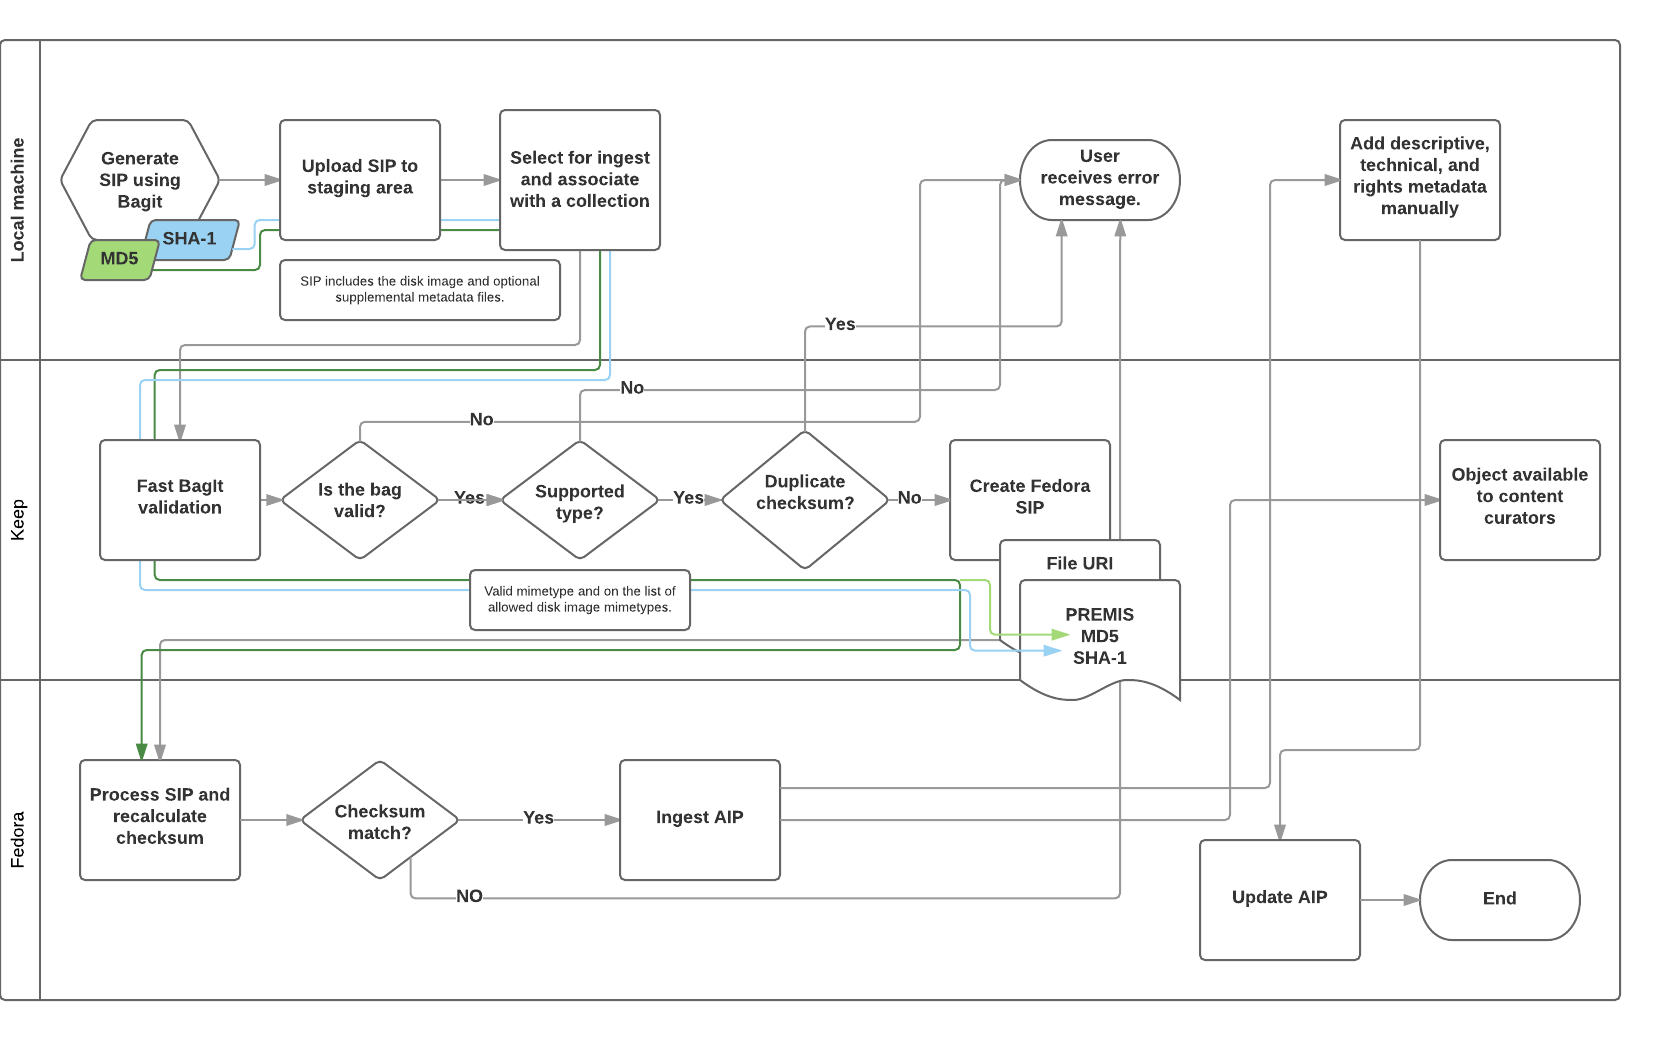 Local machine
Generate
SIP using
Bagit
SHA-1
MD5
Upload SIP to
staging area
Select for ingest
and associate
with a collection
SIP includes the disk image and optional
supplemental metadata files.
User
receives error
message.
Add descriptive,
technical, and
rights metadata
manually
Yes
Keep
No
No
Fast BagIt
validation
Is the bag
valid?
Yes
Supported
type?
Yes
Duplicate
checksum?
No
Create Fedora
SIP
File URI
PREMIS
MD5
SHA-1
Object available
to content
curators
Valid mimetype and on the list of
allowed disk image mimetypes.
Fedora
Process SIP and
recalculate
checksum
Checksum
match?
Yes
NO
Ingest AIP
Update AIP
End